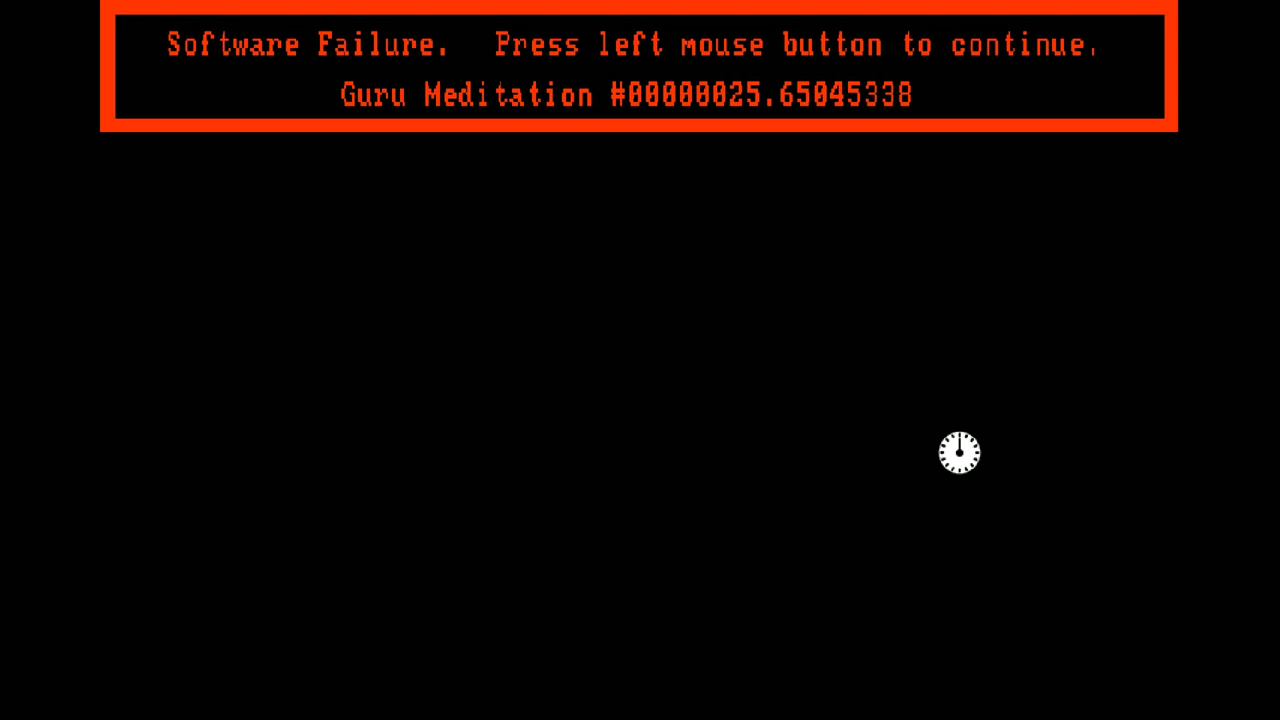 Software Failure. Press left mouse button to continue.
Guru Meditation #00000025.65045338